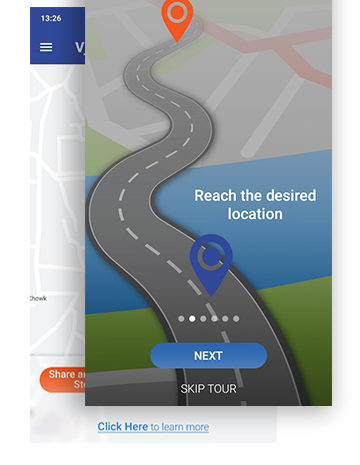 13:26
V
Reach the desired
location
Chowk
NEXT
Share a
St
SKIP TOUR
Click Here to learn more